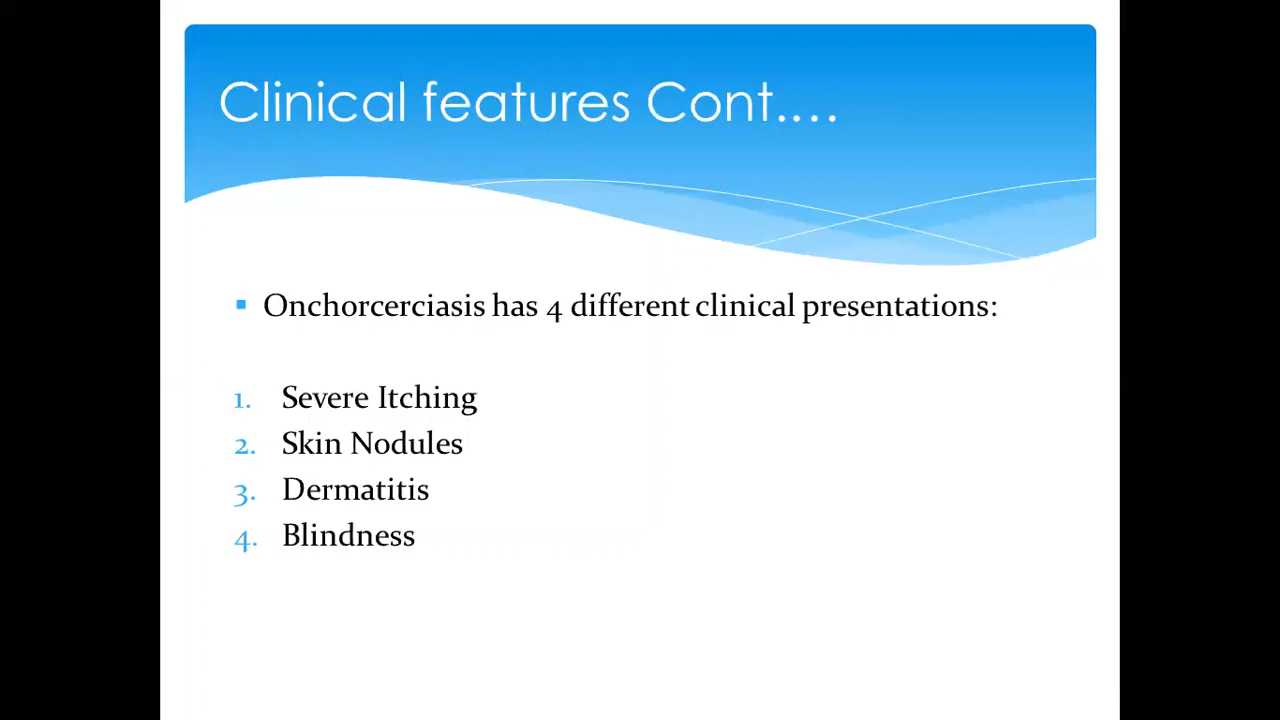 Clinical features Cont....
Onchorcerciasis has 4 different clinical presentations:
1. Severe Itching
2. Skin Nodules
3. Dermatitis
4. Blindness